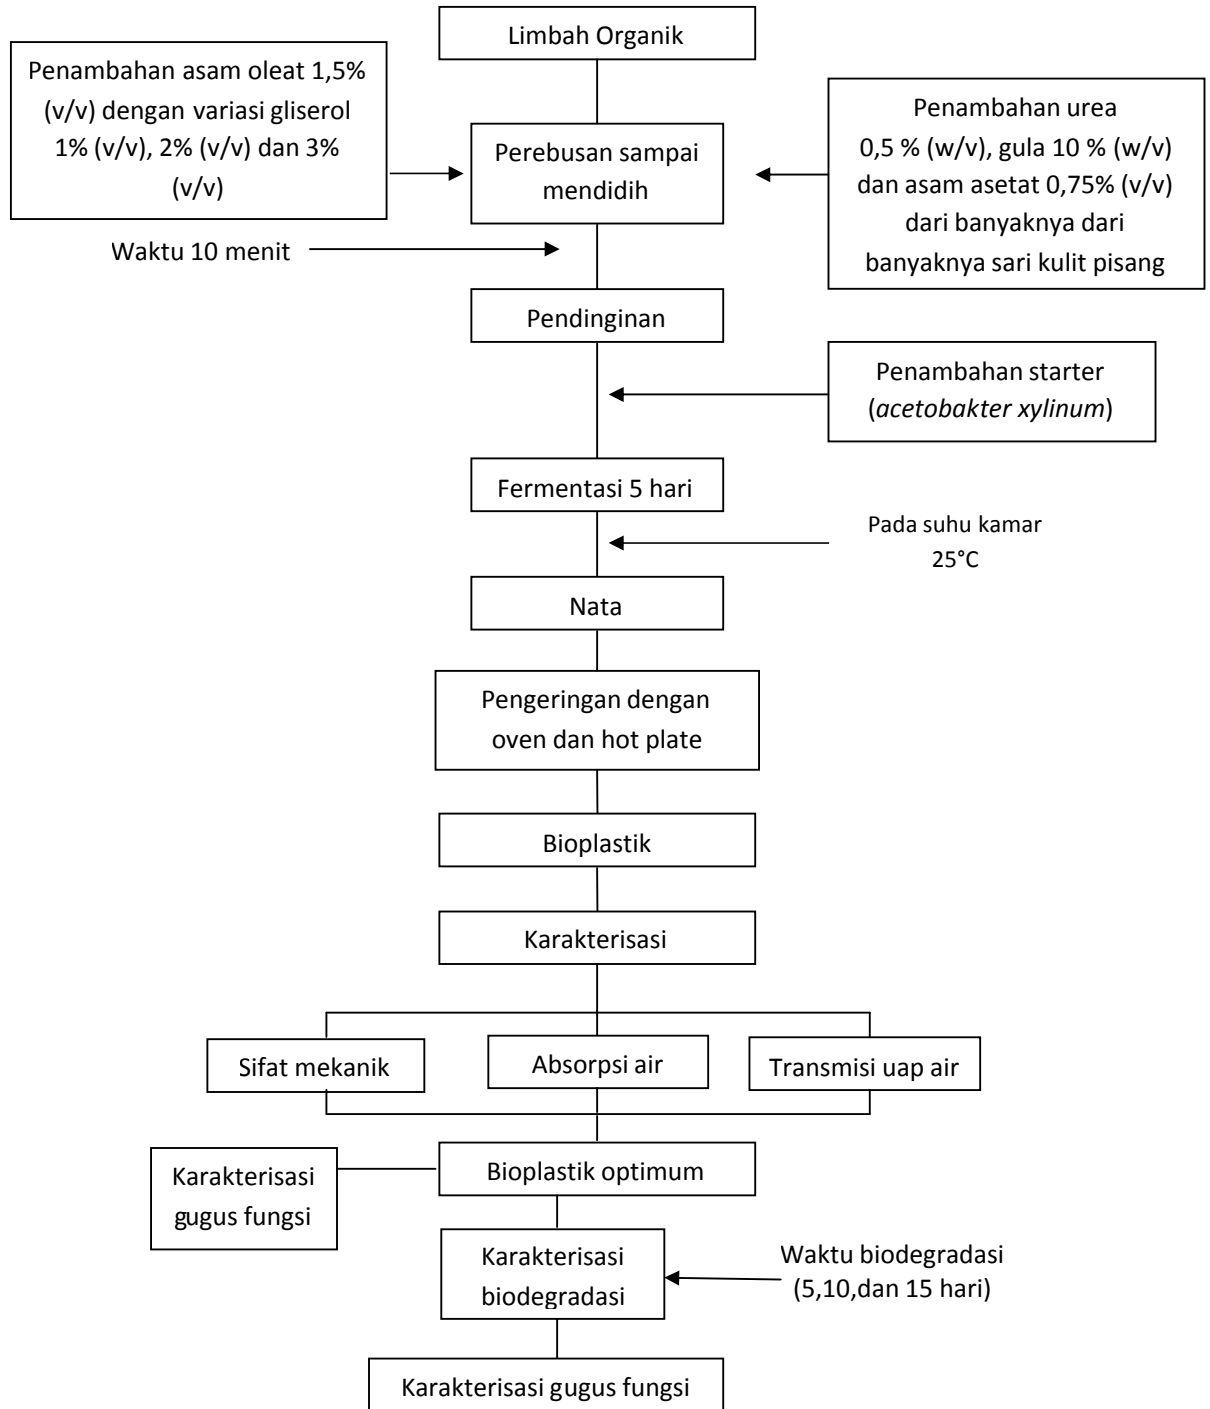 Limbah Organik
Penambahan asam oleat 1,5%
(v/v) dengan variasi gliserol
1% (v/v), 2% (v/v) dan 3%
(v/v)
Perebusan sampai
mendidih
Penambahan urea
0,5 % (w/v), gula 10 % (w/v)
dan asam asetat 0,75% (v/v)
dari banyaknya dari
banyaknya sari kulit pisang
Waktu 10 menit
Pendinginan
Penambahan starter
(acetobakter xylinum)
Fermentasi 5 hari
Pada suhu kamar
25°C
Nata
Pengeringan dengan
oven dan hot plate
Bioplastik
Karakterisasi
Sifat mekanik
Absorpsi air
Transmisi uap air
Karakterisasi
gugus fungsi
Bioplastik optimum
Karakterisasi
biodegradasi
Waktu biodegradasi
(5,10,dan 15 hari)
Karakterisasi gugus fungsi